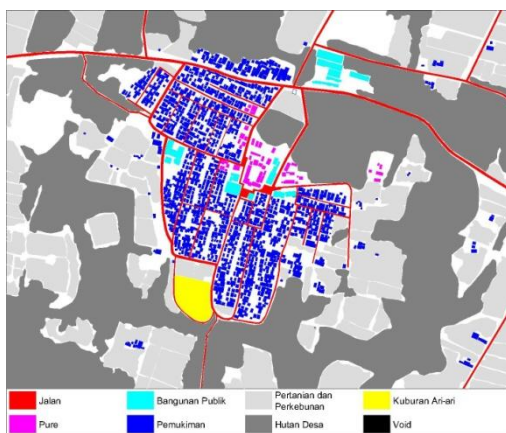 Jalan
Bangunan Publik
Pertanian dan
Perkebunan
Kuburan Ari-ari
Pure
Pemukiman
Hutan Desa
Void